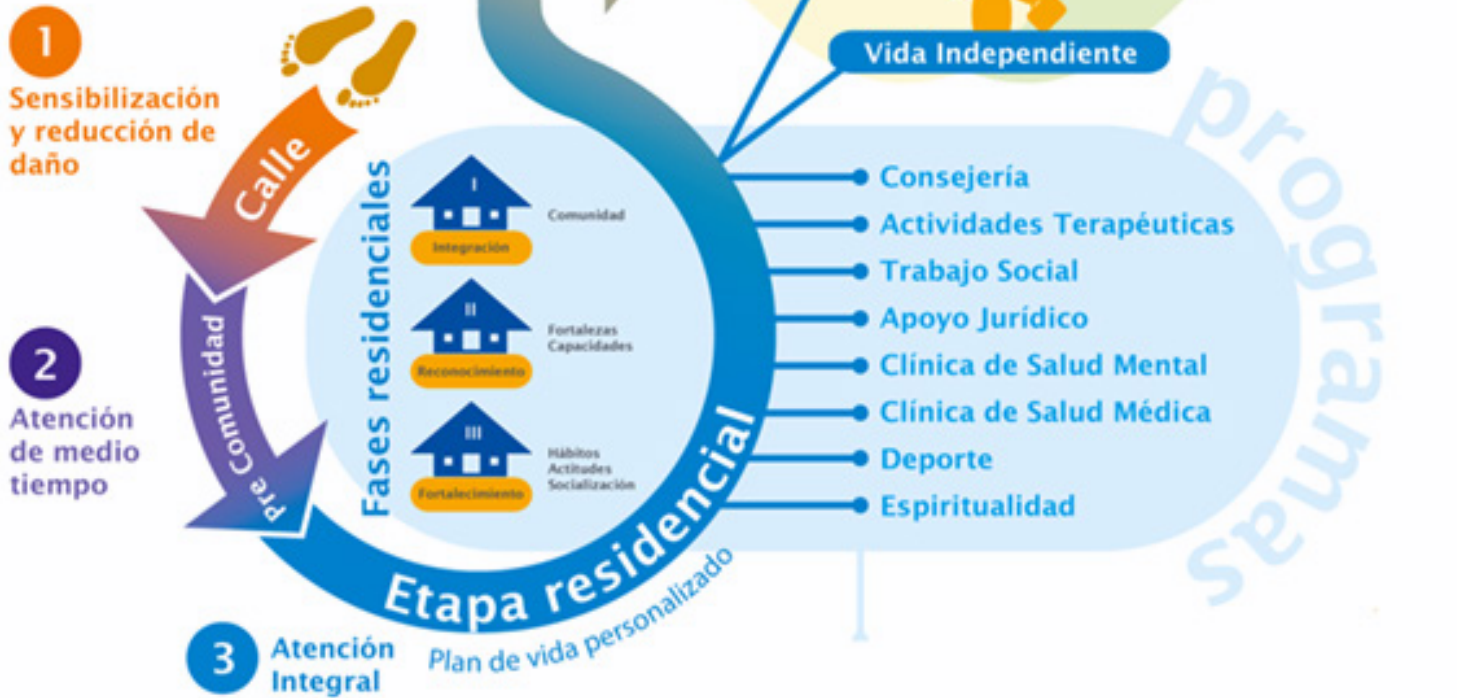 1
Sensibilización
y reducción de
daño
Calle
2
Atención
de medio
tiempo
Pre Comunidad
3
Atención
Integral
Etapa residencial
Plan de vida personalizado
Fases residenciales
I
Integración
Comunidad
II
Reconocimiento
Fortalezas
Capacidades
III
Fortalecimiento
Hábitos
Actitudes
Socialización
Vida Independiente
Consejería
Actividades Terapéuticas
Trabajo Social
Apoyo Jurídico
Clínica de Salud Mental
Clínica de Salud Médica
Deporte
Espiritualidad
programas